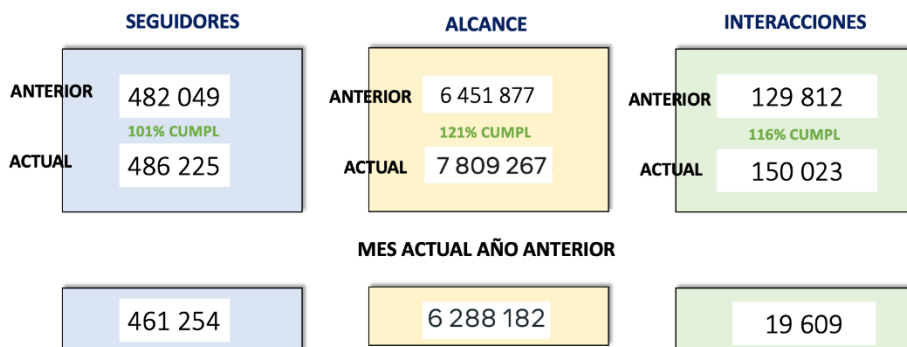 SEGUIDORES ALCANCE INTERACCIONES
ANTERIOR 482 049 ANTERIOR 6 451 877 ANTERIOR 129 812
101% CUMPL 121% CUMPL 116% CUMPL
ACTUAL 486 225 ACTUAL 7 809 267 ACTUAL 150 023
MES ACTUAL AÑO ANTERIOR
461 254 6 288 182 19 609